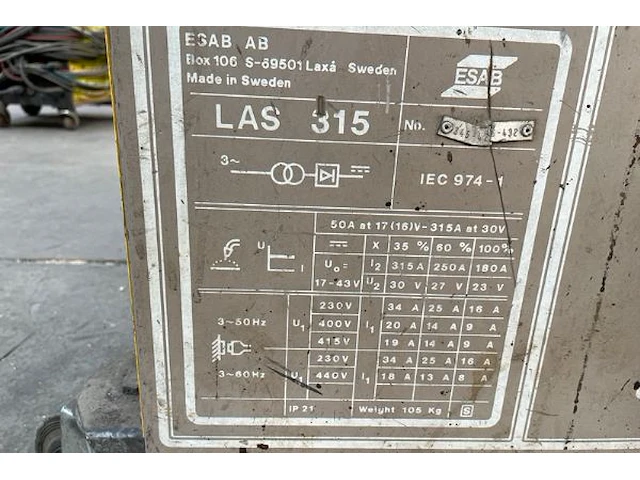 ESAB AB
Box 106 S-69501 Laxå Sweden
Made in Sweden
ESAB
LAS 315 No.
3~ IEC 974-1
50A at 17 (16)V- 315A at 30V
X 35 % 60 % 100%
U₀= I₂ 315 A 250 A 180 A
17-43V U₂ 30 V 27 V 23 V
U I
230V 34 A 25 A 16 A
3~50Hz U₁ 400V I₁ 20 A 14 A 9 A
415V 19 A 14 A 9 A
230V 34 A 25 A 16 A
3~60Hz U₁ 440V I₁ 18 A 13 A 8 A
IP 21 Weight 105 Kg S